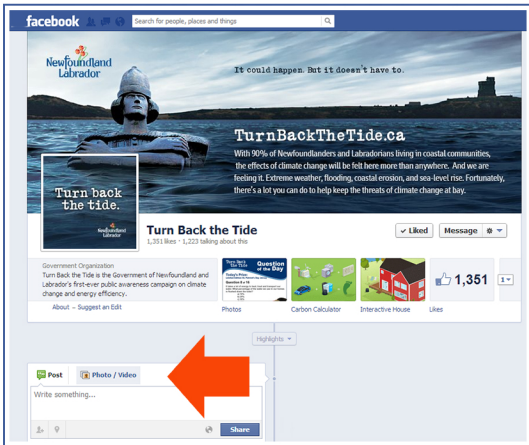 facebook
Search for people, places and things
Newfoundland
Labrador
It could happen. But it doesn't have to.
TurnBackTheTide.ca
With 90% of Newfoundlanders and Labradorians living in coastal communities,
the effects of climate change will be felt here more than anywhere. And we are
feeling it. Extreme weather, flooding, coastal erosion, and sea-level rise. Fortunately,
there's a lot you can do to help keep the threats of climate change at bay.
Turn back
the tide.
Newfoundland
Labrador
Turn Back the Tide
1,351 likes · 1,223 talking about this
Liked
Message
Government Organization
Turn Back the Tide is the Government of Newfoundland and
Labrador's first-ever public awareness campaign on climate
change and energy efficiency.
About – Suggest an Edit
Turn Back
the Tide
Question
of the Day
Photos
Carbon Calculator
Interactive House
1,351
Likes
Highlights
Post
Photo / Video
Write something...
Share